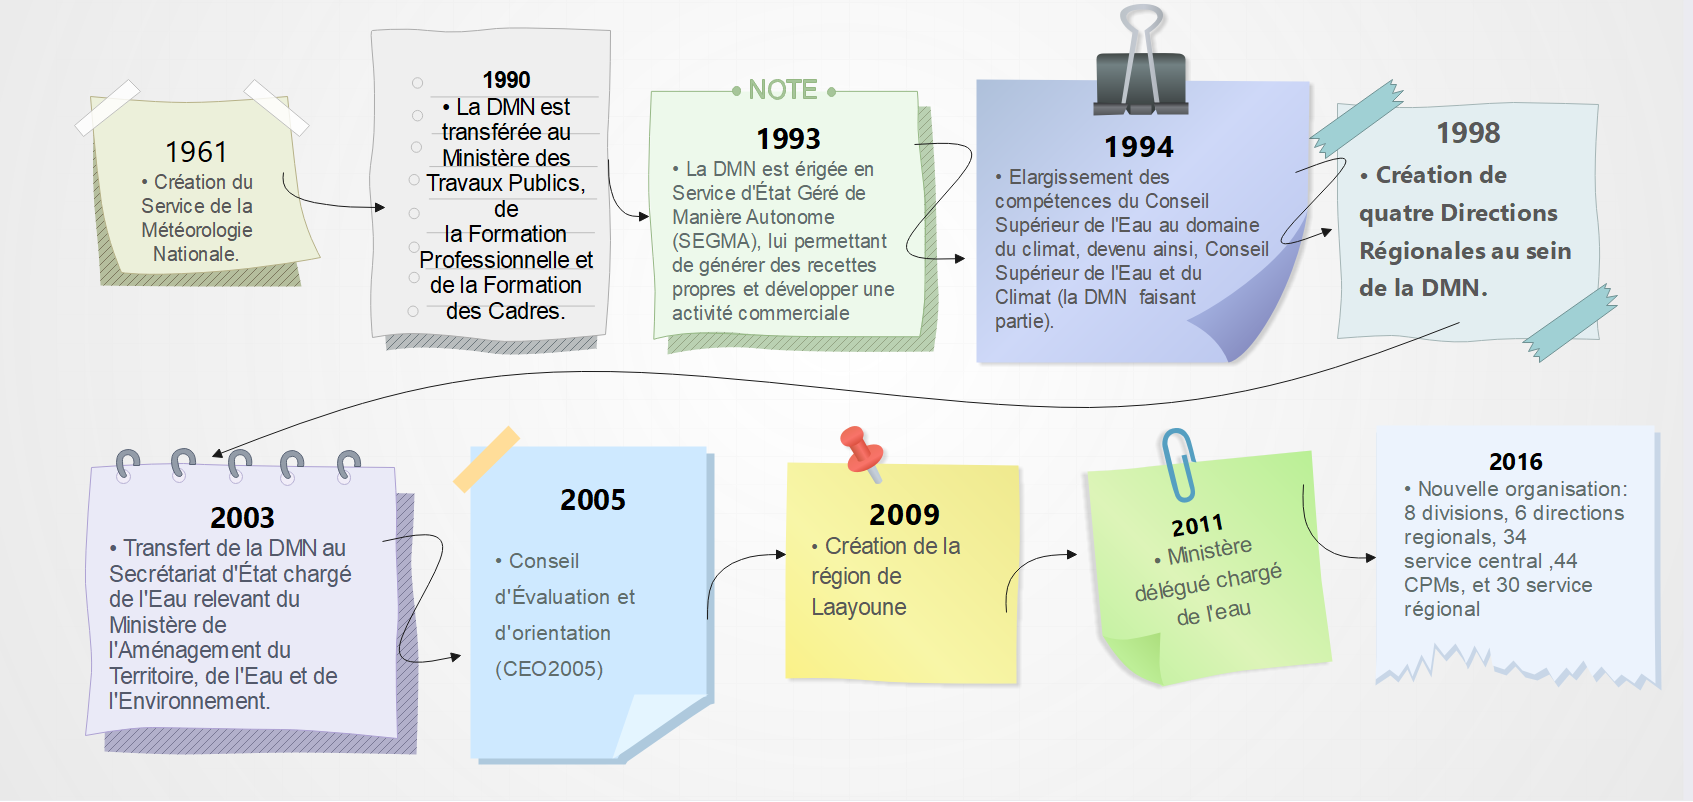 1961
• Création du
Service de la
Météorologie
Nationale.
1990
• La DMN est
transférée au
Ministère des
Travaux Publics,
de
la Formation
Professionnelle et
de la Formation
des Cadres.
NOTE
1993
• La DMN est érigée en
Service d'État Géré de
Manière Autonome
(SEGMA), lui permettant
de générer des recettes
propres et développer une
activité commerciale
1994
• Elargissement des
compétences du Conseil
Supérieur de l'Eau au domaine
du climat, devenu ainsi, Conseil
Supérieur de l'Eau et du
Climat (la DMN faisant
partie).
1998
• Création de
quatre Directions
Régionales au sein
de la DMN.
2003
• Transfert de la DMN au
Secrétariat d'État chargé
de l'Eau relevant du
Ministère de
l'Aménagement du
Territoire, de l'Eau et de
l'Environnement.
2005
• Conseil
d'Évaluation et
d'orientation
(CEO2005)
2009
• Création de la
région de
Laayoune
2011
• Ministère
délégué chargé
de l'eau
2016
• Nouvelle organisation:
8 divisions, 6 directions
regionals, 34
service central ,44
CPMs, et 30 service
régional